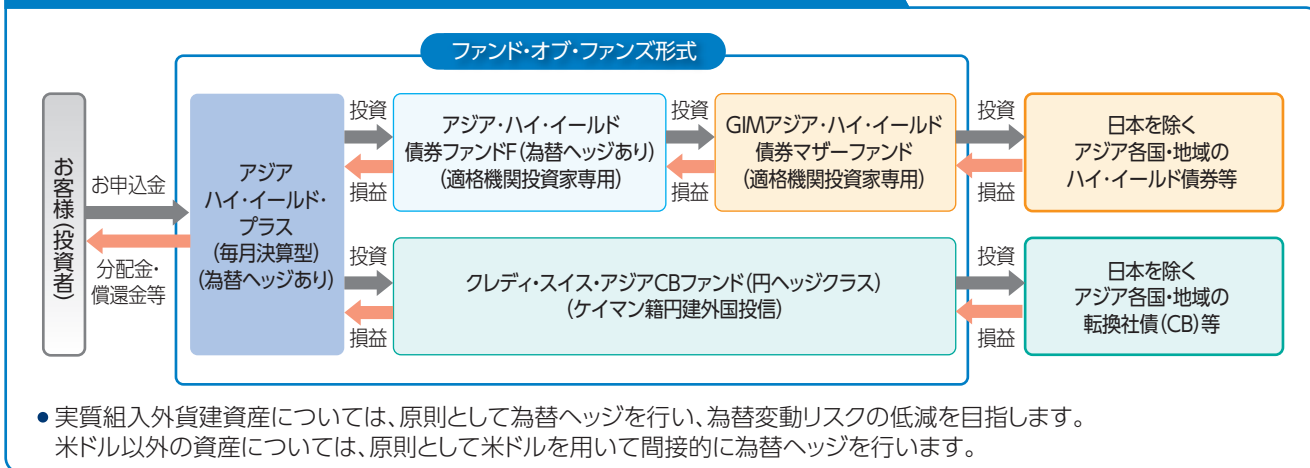 ファンド・オブ・ファンズ形式
お客様(投資者)
お申込金
分配金・
償還金等
アジア
ハイ・イールド・
プラス
(毎月決算型)
(為替ヘッジあり)
投資
損益
アジア・ハイ・イールド
債券ファンドF(為替ヘッジあり)
(適格機関投資家専用)
投資
損益
GIMアジア・ハイ・イールド
債券マザーファンド
(適格機関投資家専用)
投資
損益
日本を除く
アジア各国・地域の
ハイ・イールド債券等
投資
損益
クレディ・スイス・アジアCBファンド(円ヘッジクラス)
(ケイマン籍円建外国投信)
投資
損益
日本を除く
アジア各国・地域の
転換社債(CB)等
●実質組入外貨建資産については、原則として為替ヘッジを行い、為替変動リスクの低減を目指します。
米ドル以外の資産については、原則として米ドルを用いて間接的に為替ヘッジを行います。